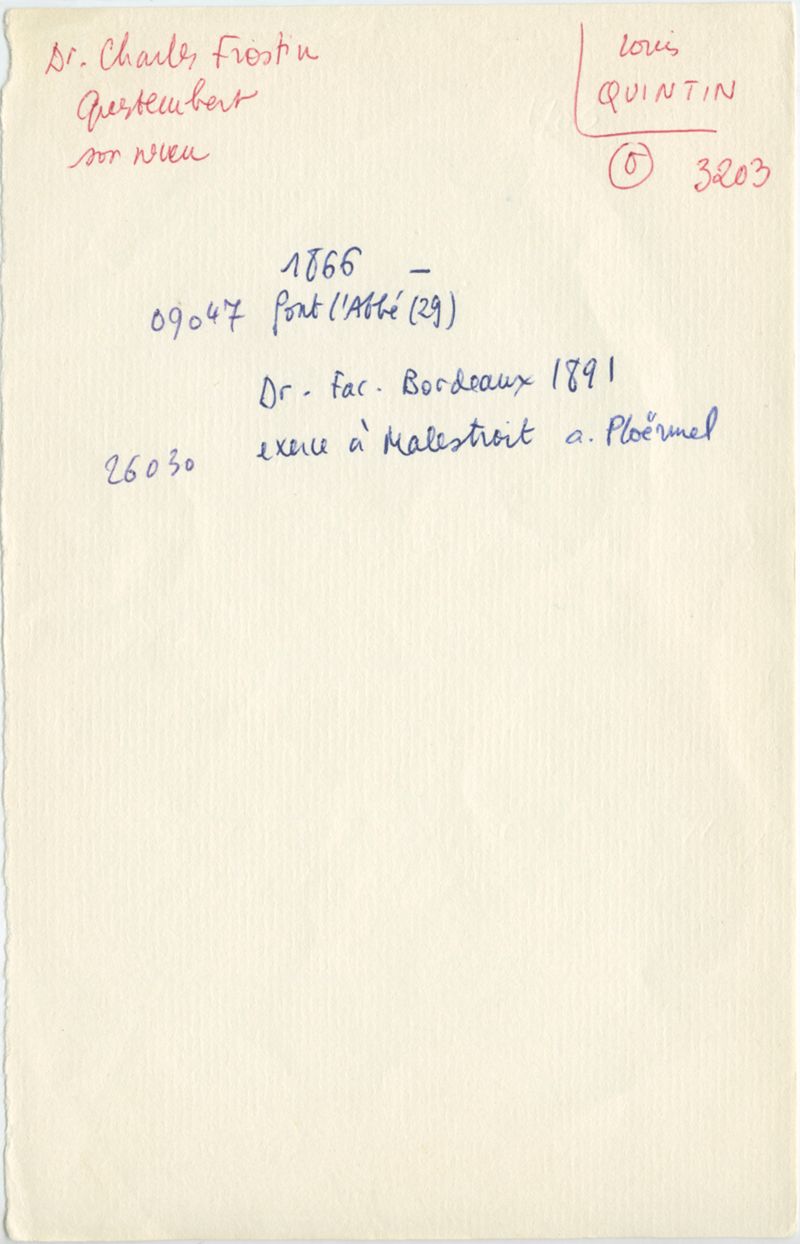 Dr. Charles Frostin
Questembert
son neveu
Louis
QUINTIN
3203
1866 –
09047 Pont l'Abbé (29)
Dr. Fac. Bordeaux 1891
26030 exerce à Malestroit a. Ploërmel